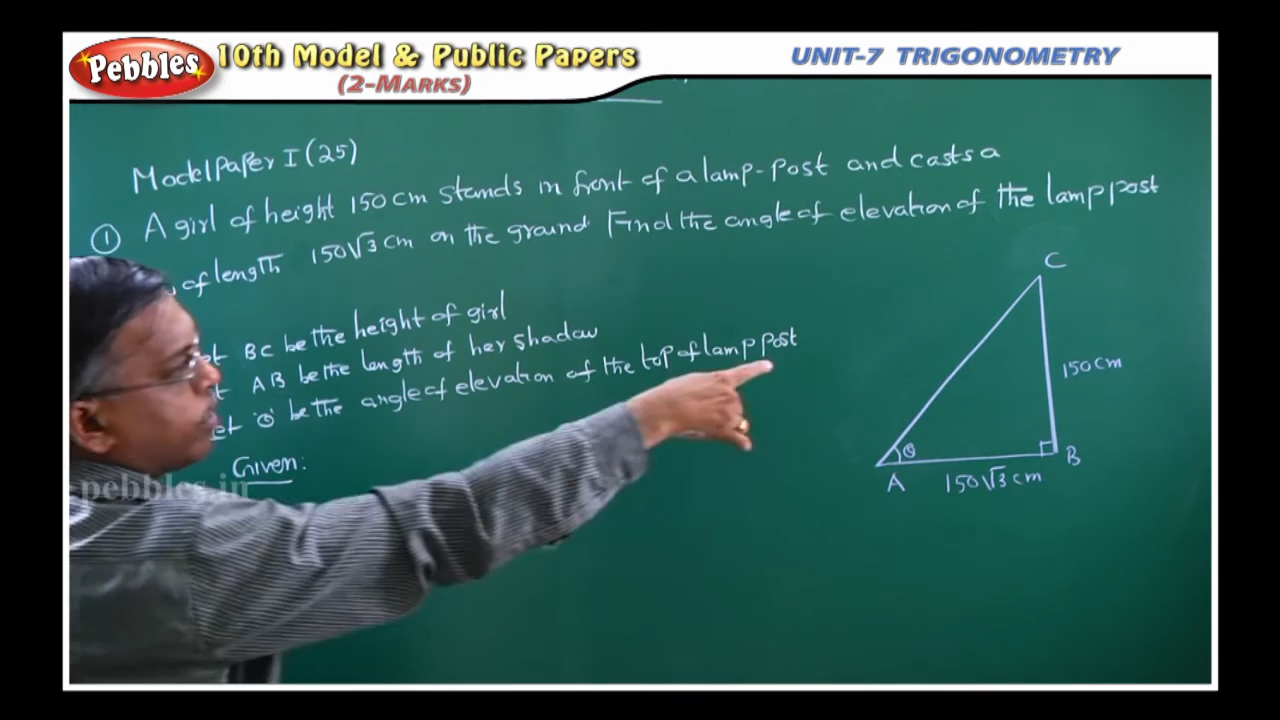 Pebbles
10th Model & Public Papers
(2-MARKS)
UNIT-7 TRIGONOMETRY
Model Paper I (25)
① A girl of height 150 cm stands in front of a lamp-post and casts a
of length 150√3 cm on the ground. Find the angle of elevation of the lamp post
BC be the height of girl
AB be the length of her shadow
'θ' be the angle of elevation of the top of lamp post
Given:
pebbles.in
C
150 cm
θ
B
A
150√3 cm